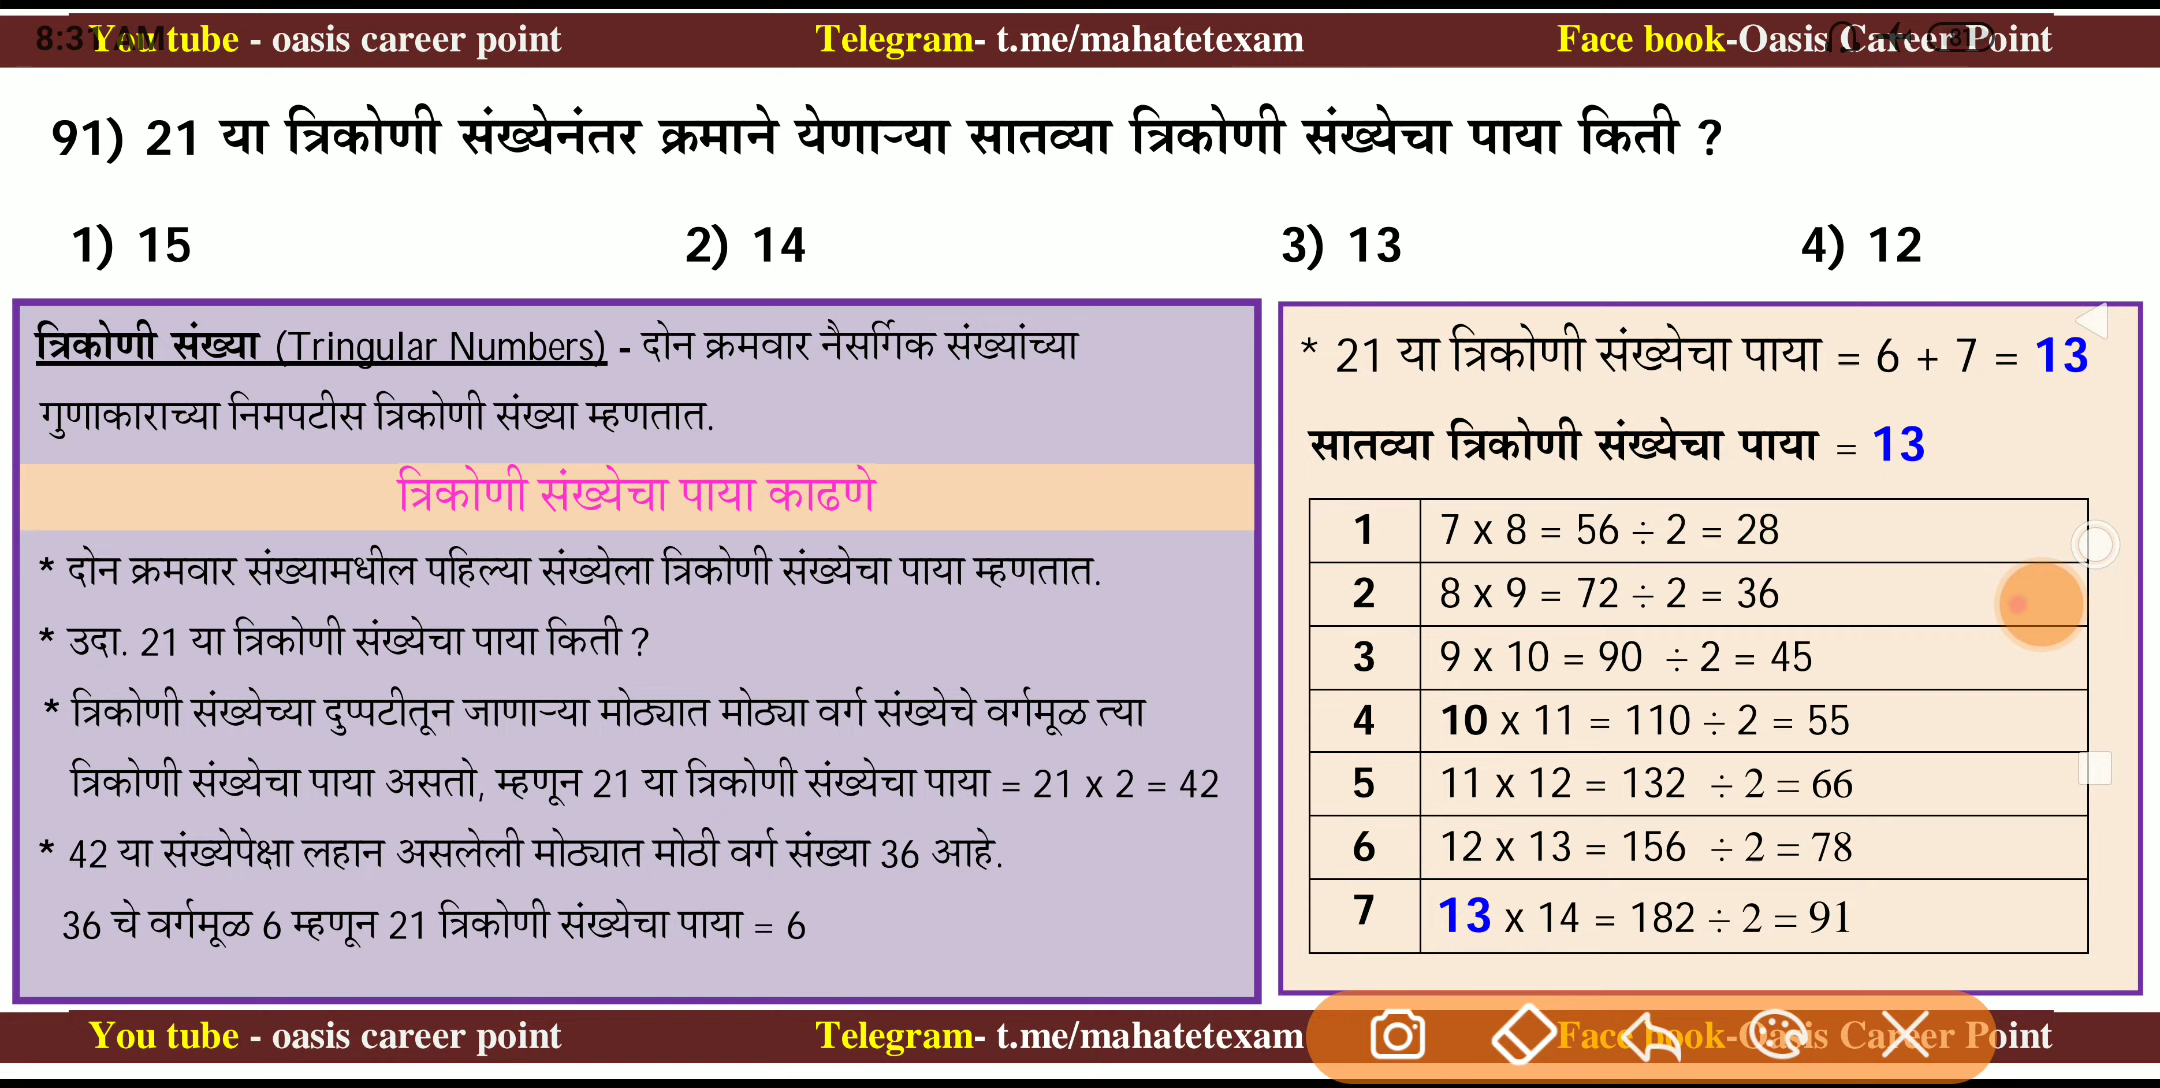 You tube - oasis career point
Telegram- t.me/mahatetexam
Face book-Oasis Career Point
91) 21 या त्रिकोणी संख्येनंतर क्रमाने येणाऱ्या सातव्या त्रिकोणी संख्येचा पाया किती ?
1) 15
2) 14
3) 13
4) 12
त्रिकोणी संख्या (Tringular Numbers) - दोन क्रमवार नैसर्गिक संख्यांच्या
गुणाकाराच्या निमपटीस त्रिकोणी संख्या म्हणतात.
त्रिकोणी संख्येचा पाया काढणे
* दोन क्रमवार संख्यामधील पहिल्या संख्येला त्रिकोणी संख्येचा पाया म्हणतात.
* उदा. 21 या त्रिकोणी संख्येचा पाया किती ?
* त्रिकोणी संख्येच्या दुप्पटीतून जाणाऱ्या मोठ्यात मोठ्या वर्ग संख्येचे वर्गमूळ त्या
त्रिकोणी संख्येचा पाया असतो, म्हणून 21 या त्रिकोणी संख्येचा पाया = 21 x 2 = 42
* 42 या संख्येपेक्षा लहान असलेली मोठ्यात मोठी वर्ग संख्या 36 आहे.
36 चे वर्गमूळ 6 म्हणून 21 त्रिकोणी संख्येचा पाया = 6
* 21 या त्रिकोणी संख्येचा पाया = 6 + 7 = 13
सातव्या त्रिकोणी संख्येचा पाया = 13
1 7 x 8 = 56 ÷ 2 = 28
2 8 x 9 = 72 ÷ 2 = 36
3 9 x 10 = 90 ÷ 2 = 45
4 10 x 11 = 110 ÷ 2 = 55
5 11 x 12 = 132 ÷ 2 = 66
6 12 x 13 = 156 ÷ 2 = 78
7 13 x 14 = 182 ÷ 2 = 91
You tube - oasis career point
Telegram- t.me/mahatetexam
Face book-Oasis Career Point